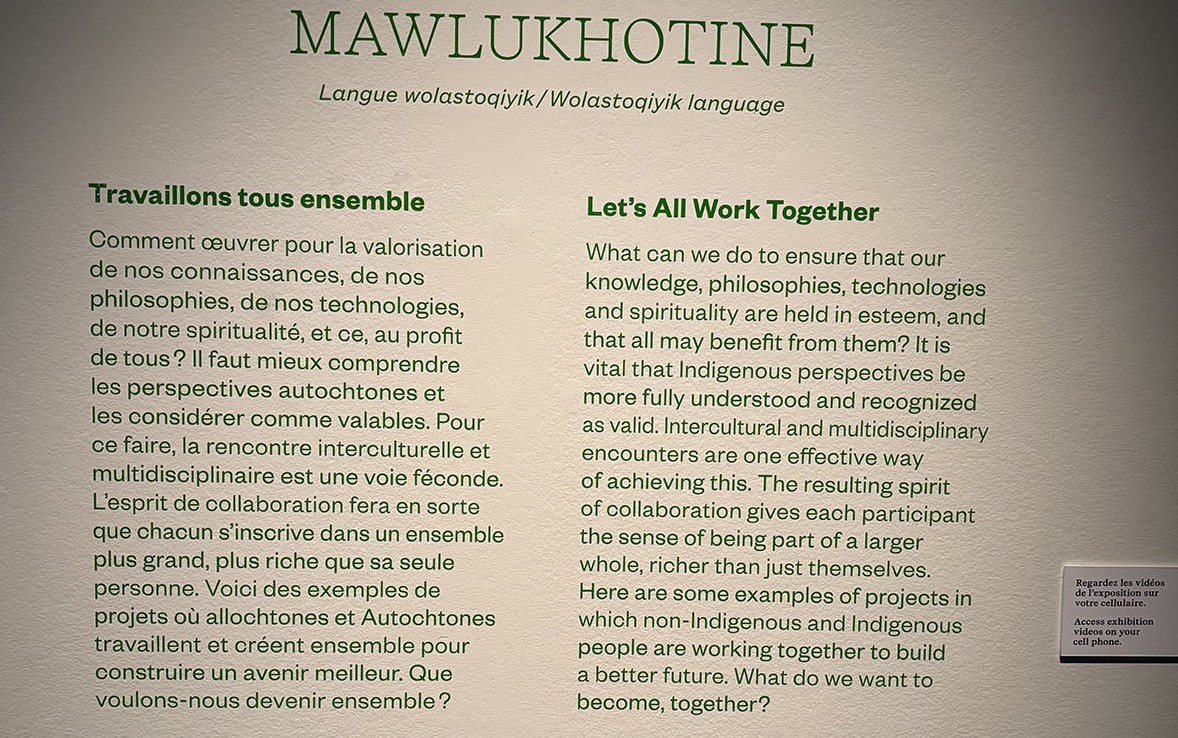 MAWLUKHOTINE
Langue wolastoqiyik/Wolastoqiyik language
Travaillons tous ensemble
Comment œuvrer pour la valorisation
de nos connaissances, de nos
philosophies, de nos technologies,
de notre spiritualité, et ce, au profit
de tous ? Il faut mieux comprendre
les perspectives autochtones et
les considérer comme valables. Pour
ce faire, la rencontre interculturelle et
multidisciplinaire est une voie féconde.
L'esprit de collaboration fera en sorte
que chacun s'inscrive dans un ensemble
plus grand, plus riche que sa seule
personne. Voici des exemples de
projets où allochtones et Autochtones
travaillent et créent ensemble pour
construire un avenir meilleur. Que
voulons-nous devenir ensemble ?
Let's All Work Together
What can we do to ensure that our
knowledge, philosophies, technologies
and spirituality are held in esteem, and
that all may benefit from them? It is
vital that Indigenous perspectives be
more fully understood and recognized
as valid. Intercultural and multidisciplinary
encounters are one effective way
of achieving this. The resulting spirit
of collaboration gives each participant
the sense of being part of a larger
whole, richer than just themselves.
Here are some examples of projects in
which non-Indigenous and Indigenous
people are working together to build
a better future. What do we want to
become, together?
Regardez les vidéos
de l'exposition sur
votre cellulaire.
Access exhibition
videos on your
cell phone.